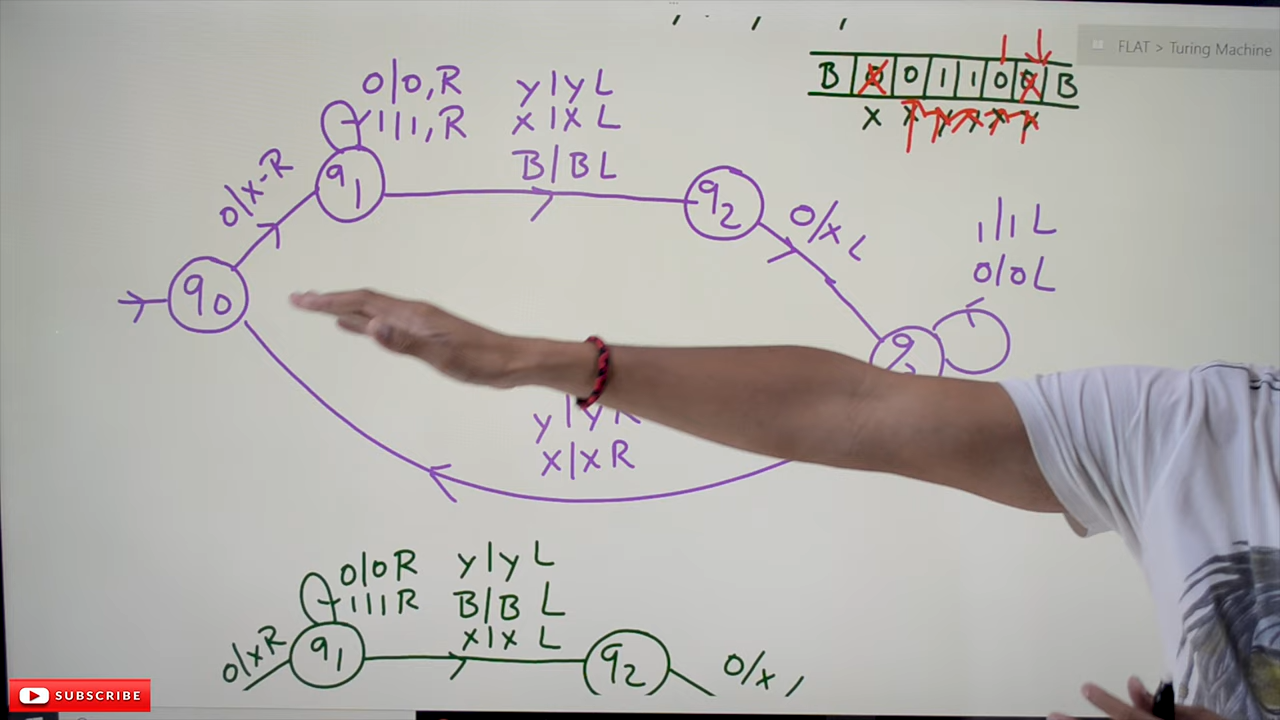 FLAT > Turing Machine
B X 0 1 1 0 X B
x x x x x x
0|0, R
1|1, R
y|y L
x|x L
B|B L
0/x-R
q1
q2
0/x L
1|1 L
0/0 L
q0
q
y|y R
x|x R
0|0 R
1|1 R
y|y L
B/B L
x|x L
0/xR
q1
q2
0/x
SUBSCRIBE